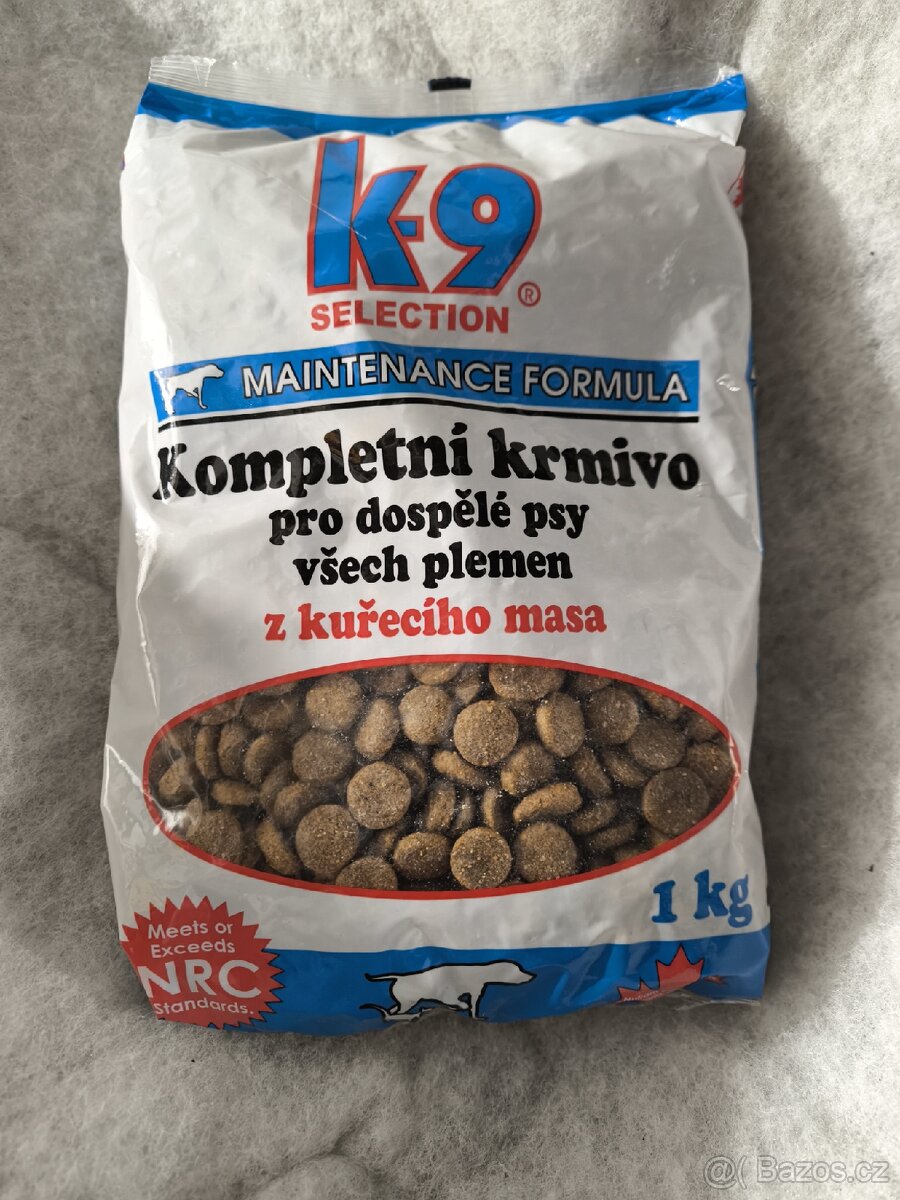 k-9®
SELECTION
MAINTENANCE FORMULA
Kompletní krmivo
pro dospělé psy
všech plemen
z kuřecího masa
1 kg
Meets or
Exceeds
NRC
Standards.
@( Bazos.cz